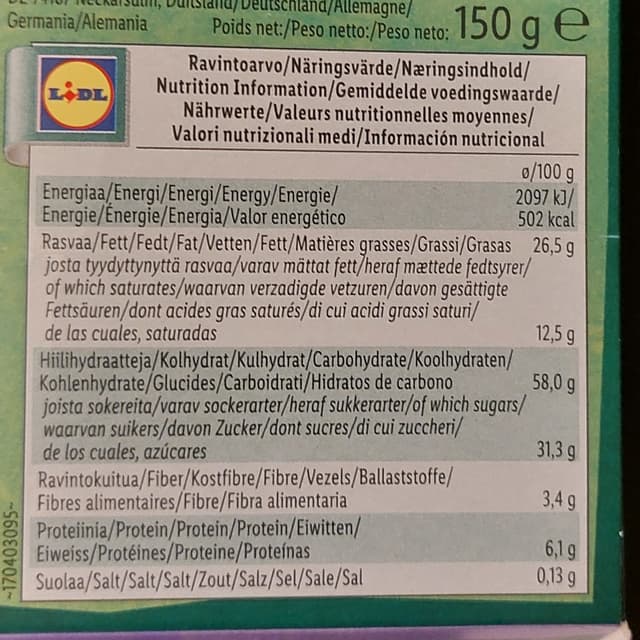 Neckarsulm, Duitsland/Deutschland/Allemagne/
Germania/Alemania
Poids net:/Peso netto:/Peso neto: 150 g e
LIDL
Ravintoarvo/Näringsvärde/Næringsindhold/
Nutrition Information/Gemiddelde voedingswaarde/
Nährwerte/Valeurs nutritionnelles moyennes/
Valori nutrizionali medi/Información nutricional
ø/100 g
Energiaa/Energi/Energi/Energy/Energie/ 2097 kJ/
Energie/Énergie/Energia/Valor energético 502 kcal
Rasvaa/Fett/Fedt/Fat/Vetten/Fett/Matières grasses/Grassi/Grasas 26,5 g
josta tyydyttynyttä rasvaa/varav mättat fett/heraf mættede fedtsyrer/
of which saturates/waarvan verzadigde vetzuren/davon gesättigte
Fettsäuren/dont acides gras saturés/di cui acidi grassi saturi/
de las cuales, saturadas 12,5 g
Hiilihydraatteja/Kolhydrat/Kulhydrat/Carbohydrate/Koolhydraten/
Kohlenhydrate/Glucides/Carboidrati/Hidratos de carbono 58,0 g
joista sokereita/varav sockerarter/heraf sukkerarter/of which sugars/
waarvan suikers/davon Zucker/dont sucres/di cui zuccheri/
de los cuales, azúcares 31,3 g
Ravintokuitua/Fiber/Kostfibre/Fibre/Vezels/Ballaststoffe/
Fibres alimentaires/Fibre/Fibra alimentaria 3,4 g
Proteiinia/Protein/Protein/Protein/Eiwitten/
Eiweiss/Protéines/Proteine/Proteínas 6,1 g
Suolaa/Salt/Salt/Salt/Zout/Salz/Sel/Sale/Sal 0,13 g
~170403095~